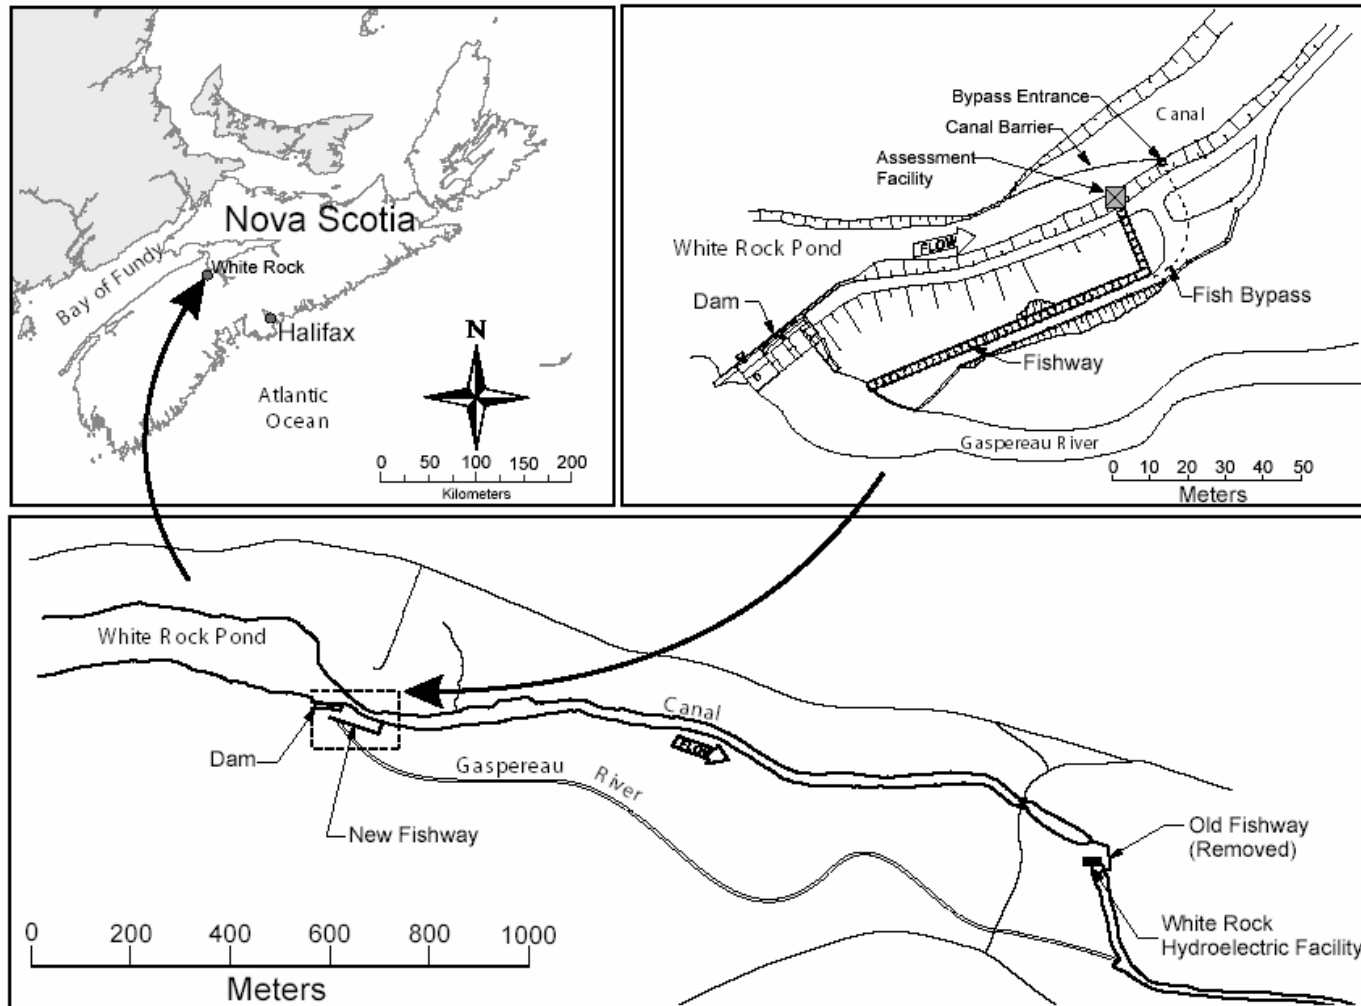 Nova Scotia
Bay of Fundy
White Rock
Halifax
N
Atlantic
Ocean
0 50 100 150 200
Kilometers
Bypass Entrance
Canal
Canal Barrier
Assessment
Facility
White Rock Pond
FLOW
Dam
Fish Bypass
Fishway
Gaspereau River
0 10 20 30 40 50
Meters
White Rock Pond
Canal
FLOW
Dam
Gaspereau River
New Fishway
Old Fishway
(Removed)
White Rock
Hydroelectric Facility
0 200 400 600 800 1000
Meters